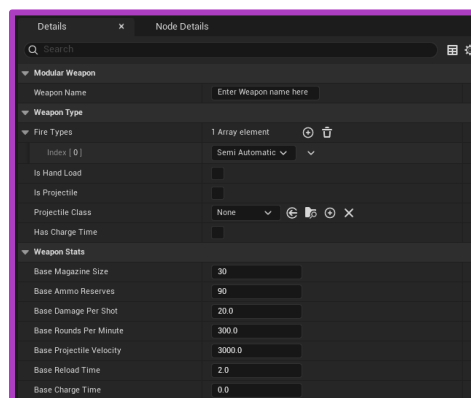 Details × Node Details
Search
Modular Weapon
Weapon Name Enter Weapon name here
Weapon Type
Fire Types 1 Array element
Index [ 0 ] Semi Automatic
Is Hand Load
Is Projectile
Projectile Class None
Has Charge Time
Weapon Stats
Base Magazine Size 30
Base Ammo Reserves 90
Base Damage Per Shot 20.0
Base Rounds Per Minute 300.0
Base Projectile Velocity 3000.0
Base Reload Time 2.0
Base Charge Time 0.0